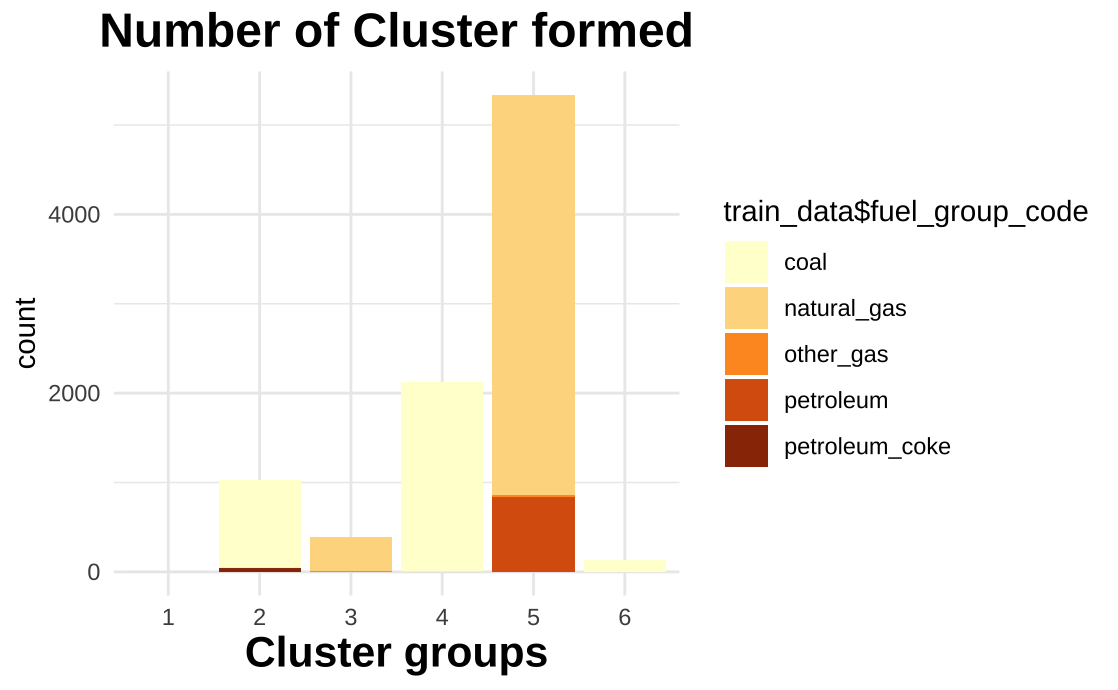 Number of Cluster formed
count
4000
2000
0
1 2 3 4 5 6
Cluster groups
train_data$fuel_group_code
coal
natural_gas
other_gas
petroleum
petroleum_coke